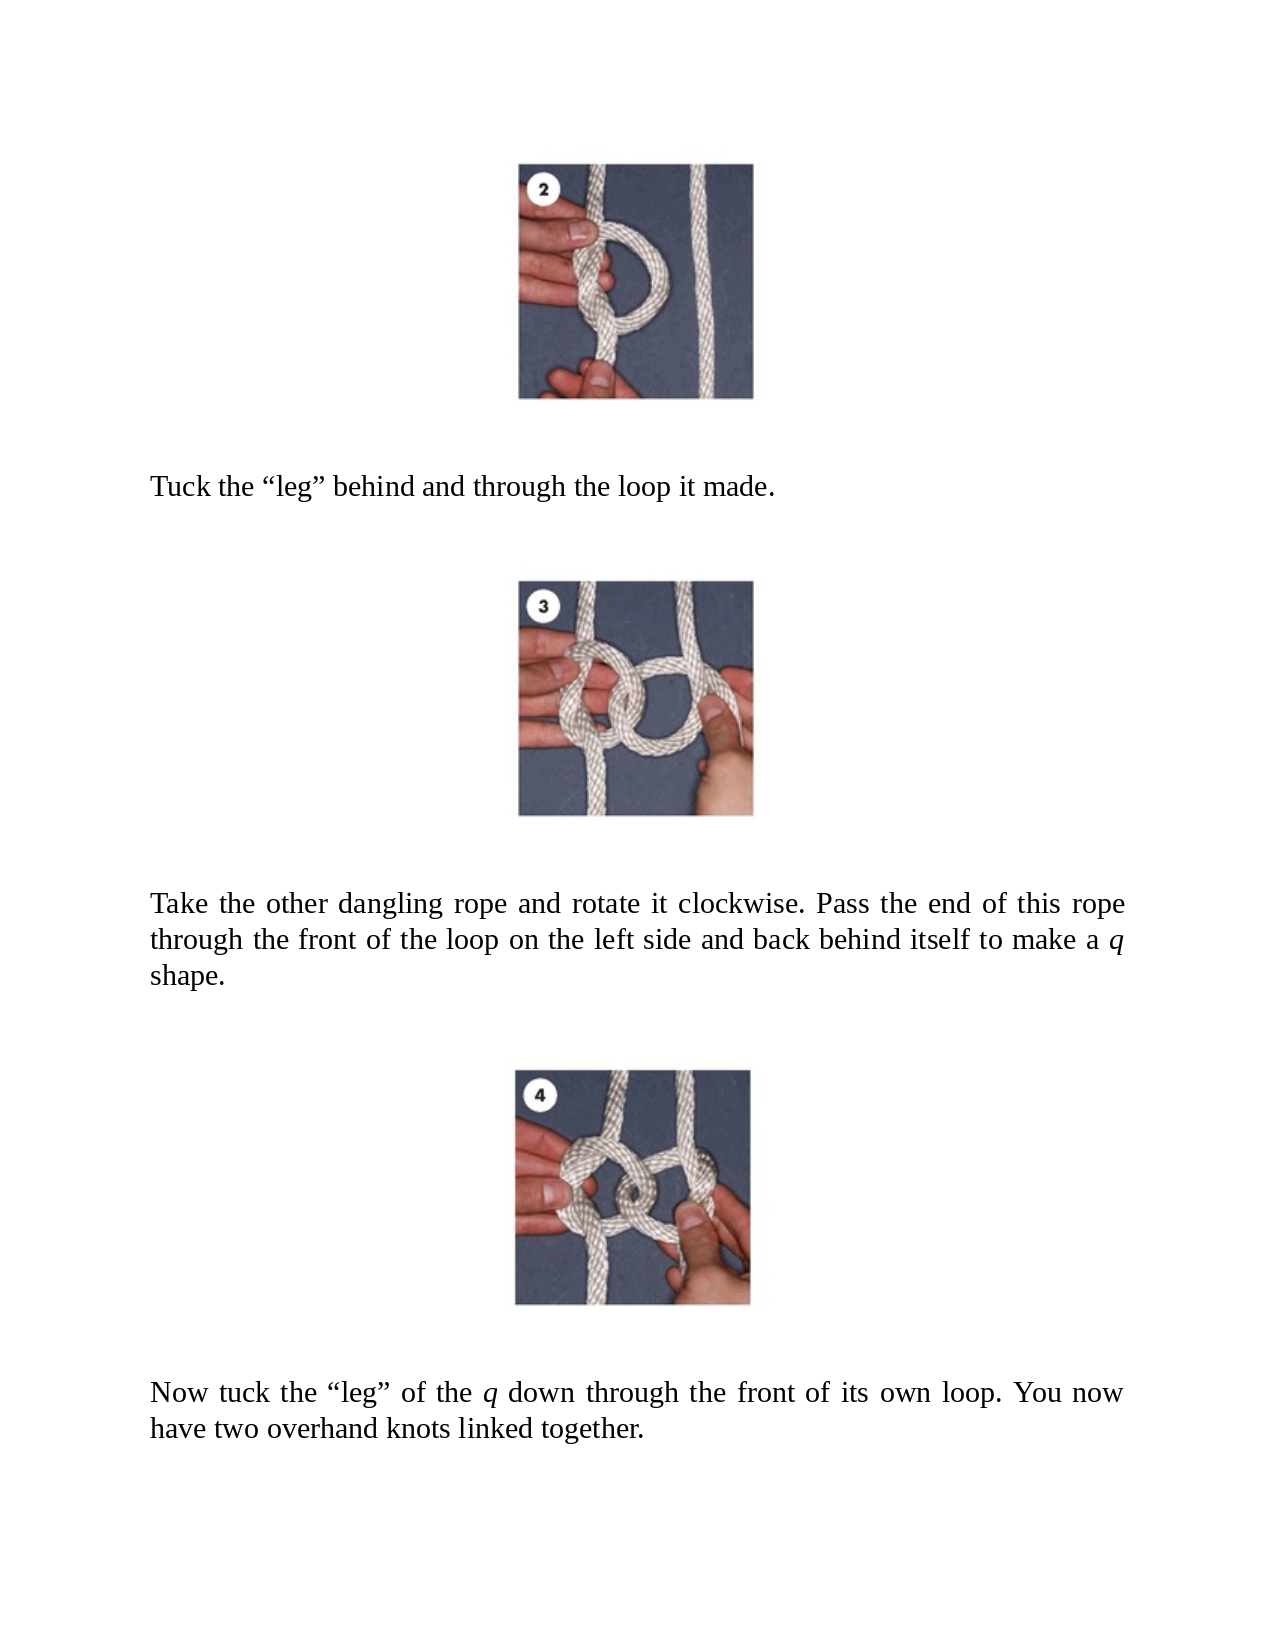 2
Tuck the “leg” behind and through the loop it made.
3
Take the other dangling rope and rotate it clockwise. Pass the end of this rope
through the front of the loop on the left side and back behind itself to make a q
shape.
4
Now tuck the “leg” of the q down through the front of its own loop. You now
have two overhand knots linked together.